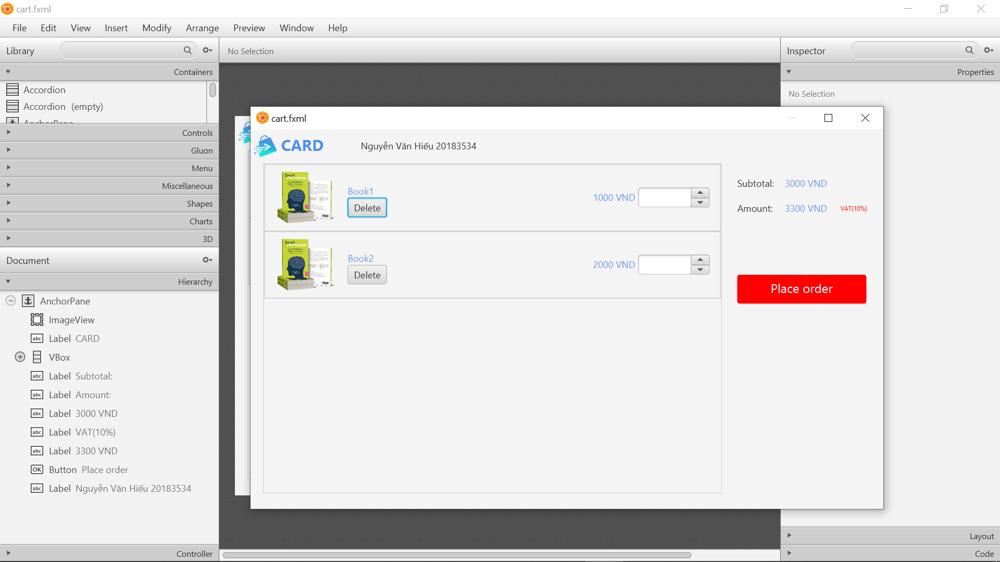 cart.fxml
File Edit View Insert Modify Arrange Preview Window Help
Library
No Selection
Inspector
Containers
Properties
Accordion
No Selection
Accordion (empty)
AnchorPane
Controls
Gluon
Menu
Miscellaneous
Shapes
Charts
3D
Document
Hierarchy
AnchorPane
ImageView
Label CARD
VBox
Label Subtotal:
Label Amount:
Label 3000 VND
Label VAT(10%)
Label 3300 VND
Button Place order
Label Nguyễn Văn Hiếu 20183534
Controller
cart.fxml
CARD
Nguyễn Văn Hiếu 20183534
Smart
Persuasion
Book1
Delete
1000 VND
Smart
Persuasion
Book2
Delete
2000 VND
Subtotal: 3000 VND
Amount: 3300 VND VAT(10%)
Place order
Layout
Code